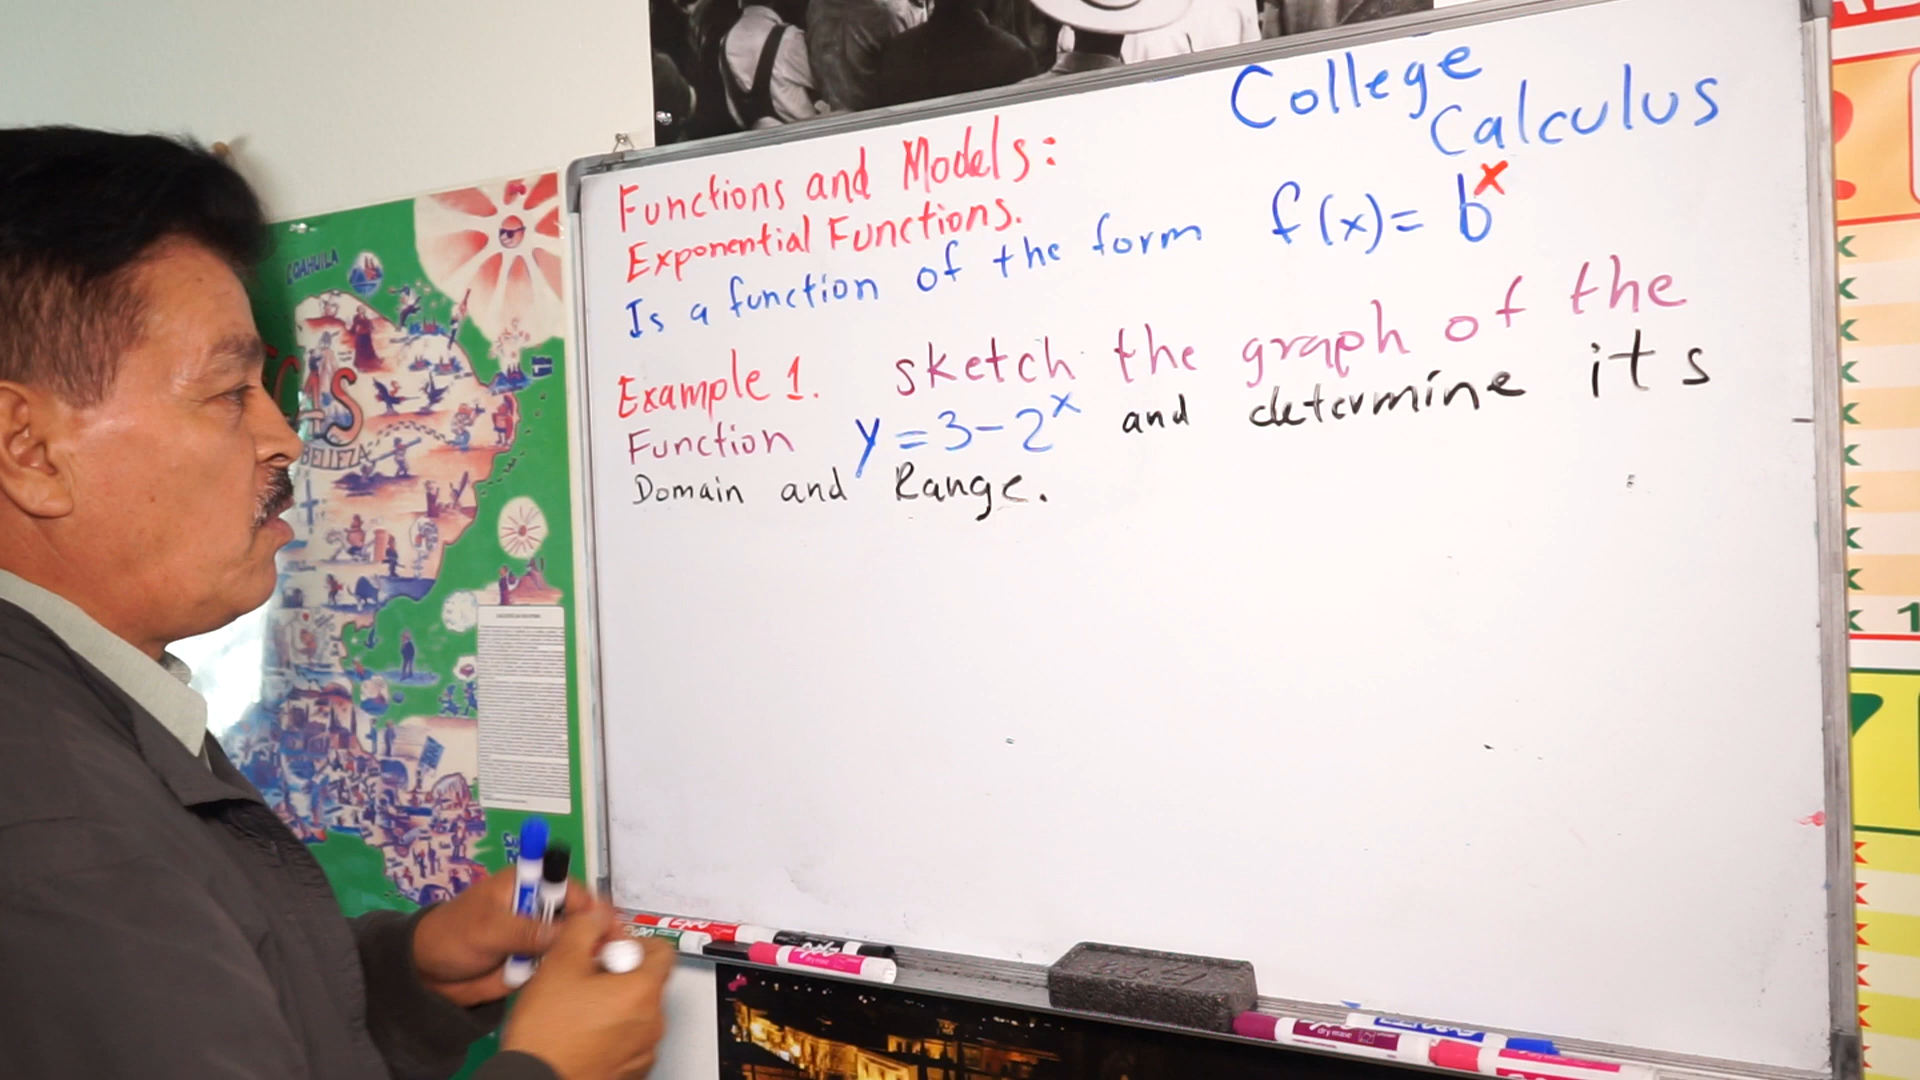 College
Calculus
Functions and Models:
Exponential Functions.
Is a function of the form f(x)= b^x
Example 1. sketch the graph of the
Function y=3-2^x and determine its
Domain and Range.
COAHUILA
BELLEZA
EXPO